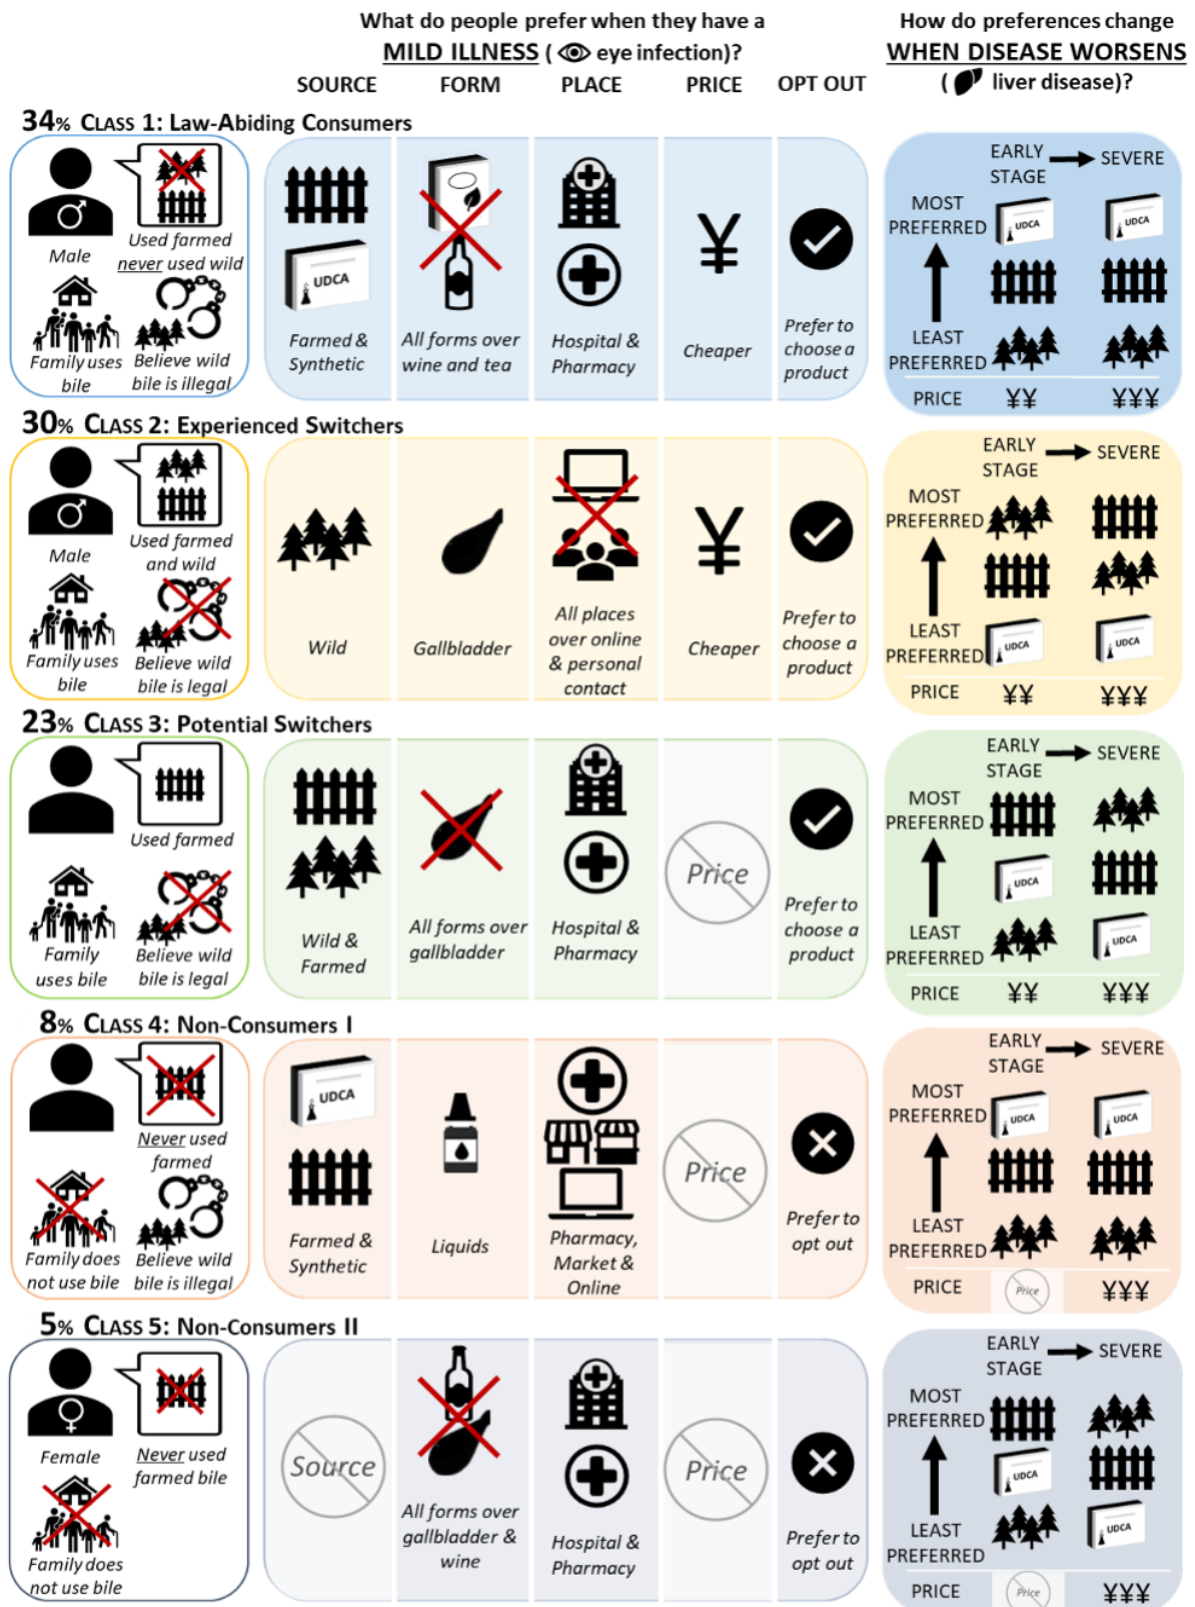 What do people prefer when they have a
MILD ILLNESS ( eye infection)?
How do preferences change
WHEN DISEASE WORSENS
( liver disease)?
SOURCE FORM PLACE PRICE OPT OUT
34% CLASS 1: Law-Abiding Consumers
Male
Used farmed
never used wild
Family uses
bile
Believe wild
bile is illegal
UDCA
Farmed &
Synthetic
All forms over
wine and tea
Hospital &
Pharmacy
¥
Cheaper
Prefer to
choose a
product
EARLY
STAGE
SEVERE
MOST
PREFERRED
UDCA
UDCA
LEAST
PREFERRED
PRICE ¥¥ ¥¥¥
30% CLASS 2: Experienced Switchers
Male
Used farmed
and wild
Family uses
bile
Believe wild
bile is legal
Wild
Gallbladder
All places
over online
& personal
contact
¥
Cheaper
Prefer to
choose a
product
EARLY
STAGE
SEVERE
MOST
PREFERRED
LEAST
PREFERRED
UDCA
UDCA
PRICE ¥¥ ¥¥¥
23% CLASS 3: Potential Switchers
Used farmed
Family
uses bile
Believe wild
bile is legal
Wild &
Farmed
All forms over
gallbladder
Hospital &
Pharmacy
Price
Prefer to
choose a
product
EARLY
STAGE
SEVERE
MOST
PREFERRED
UDCA
LEAST
PREFERRED
UDCA
PRICE ¥¥ ¥¥¥
8% CLASS 4: Non-Consumers I
Never used
farmed
Family does
not use bile
Believe wild
bile is illegal
UDCA
Farmed &
Synthetic
Liquids
Pharmacy,
Market &
Online
Price
Prefer to
opt out
EARLY
STAGE
SEVERE
MOST
PREFERRED
UDCA
UDCA
LEAST
PREFERRED
PRICE Price ¥¥¥
5% CLASS 5: Non-Consumers II
Female
Never used
farmed bile
Family does
not use bile
Source
All forms over
gallbladder &
wine
Hospital &
Pharmacy
Price
Prefer to
opt out
EARLY
STAGE
SEVERE
MOST
PREFERRED
UDCA
LEAST
PREFERRED
UDCA
PRICE Price ¥¥¥